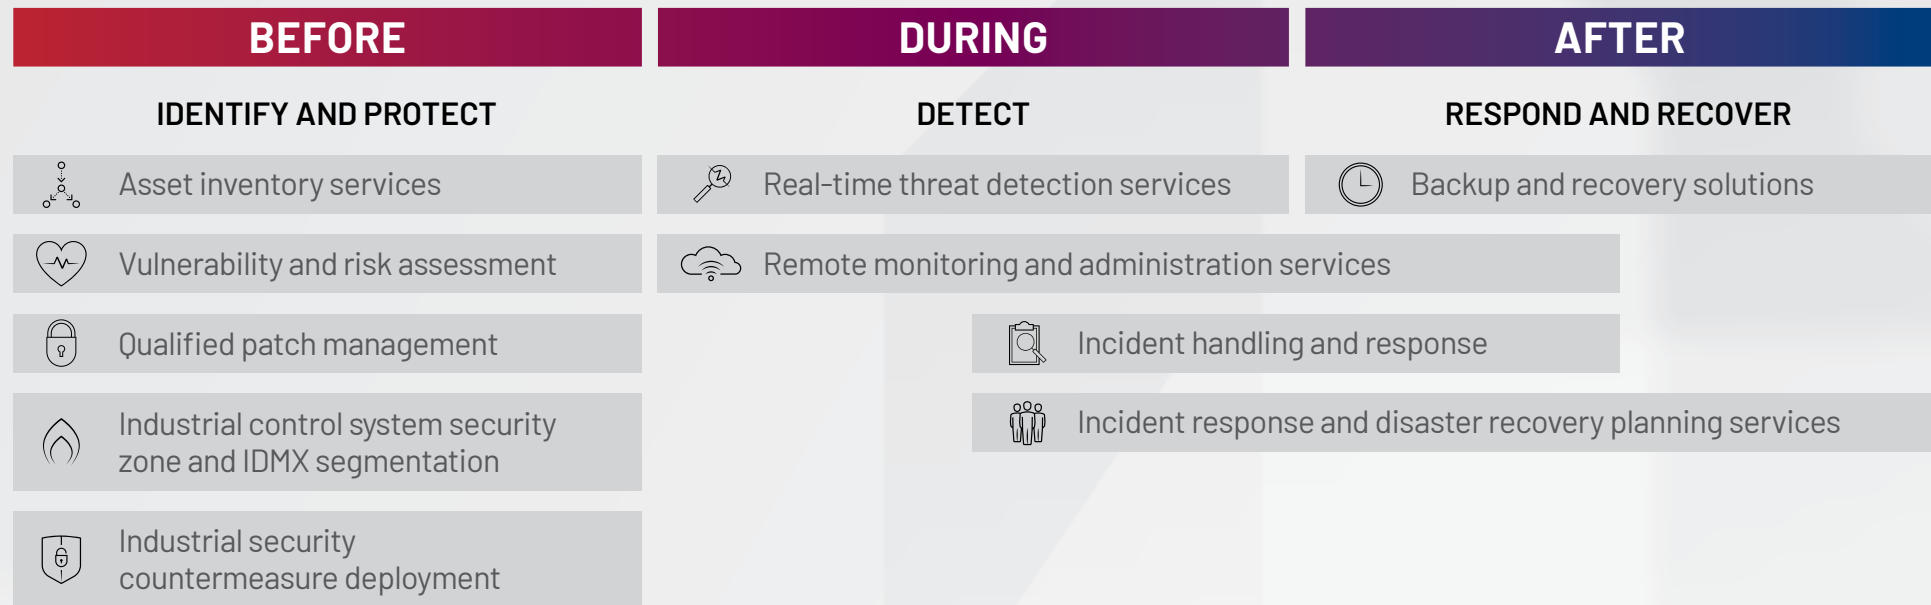 BEFORE
IDENTIFY AND PROTECT
Asset inventory services
Vulnerability and risk assessment
Qualified patch management
Industrial control system security
zone and IDMX segmentation
Industrial security
countermeasure deployment
DURING
DETECT
Real-time threat detection services
Remote monitoring and administration services
Incident handling and response
Incident response and disaster recovery planning services
AFTER
RESPOND AND RECOVER
Backup and recovery solutions